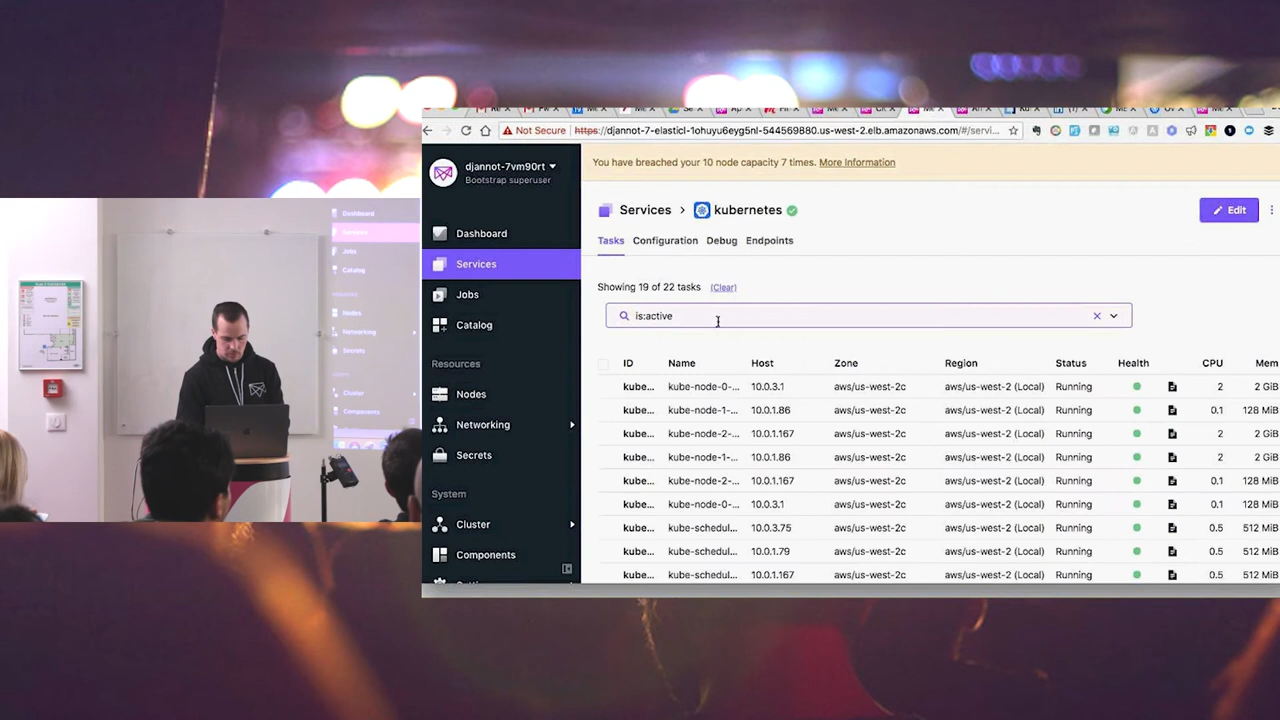 Not Secure https://djannot-7-elasticl-1ohuyu6eyg5nl-544569880.us-west-2.elb.amazonaws.com/#/servi...
djannot-7vm90rt
Bootstrap superuser
You have breached your 10 node capacity 7 times. More Information
Services > kubernetes
Edit
Tasks Configuration Debug Endpoints
Dashboard
Services
Jobs
Catalog
Resources
Nodes
Networking
Secrets
System
Cluster
Components
Showing 19 of 22 tasks (Clear)
is:active
ID Name Host Zone Region Status Health CPU Mem
kube... kube-node-0-... 10.0.3.1 aws/us-west-2c aws/us-west-2 (Local) Running 2 2 GiB
kube... kube-node-1-... 10.0.1.86 aws/us-west-2c aws/us-west-2 (Local) Running 0.1 128 MiB
kube... kube-node-2-... 10.0.1.167 aws/us-west-2c aws/us-west-2 (Local) Running 2 2 GiB
kube... kube-node-1-... 10.0.1.86 aws/us-west-2c aws/us-west-2 (Local) Running 2 2 GiB
kube... kube-node-2-... 10.0.1.167 aws/us-west-2c aws/us-west-2 (Local) Running 0.1 128 MiB
kube... kube-node-0-... 10.0.3.1 aws/us-west-2c aws/us-west-2 (Local) Running 0.1 128 MiB
kube... kube-schedul... 10.0.3.75 aws/us-west-2c aws/us-west-2 (Local) Running 0.5 512 MiB
kube... kube-schedul... 10.0.1.79 aws/us-west-2c aws/us-west-2 (Local) Running 0.5 512 MiB
kube... kube-schedul... 10.0.1.167 aws/us-west-2c aws/us-west-2 (Local) Running 0.5 512 MiB
Dashboard
Services
Jobs
Catalog
Nodes
Networking
Secrets
Cluster
Components